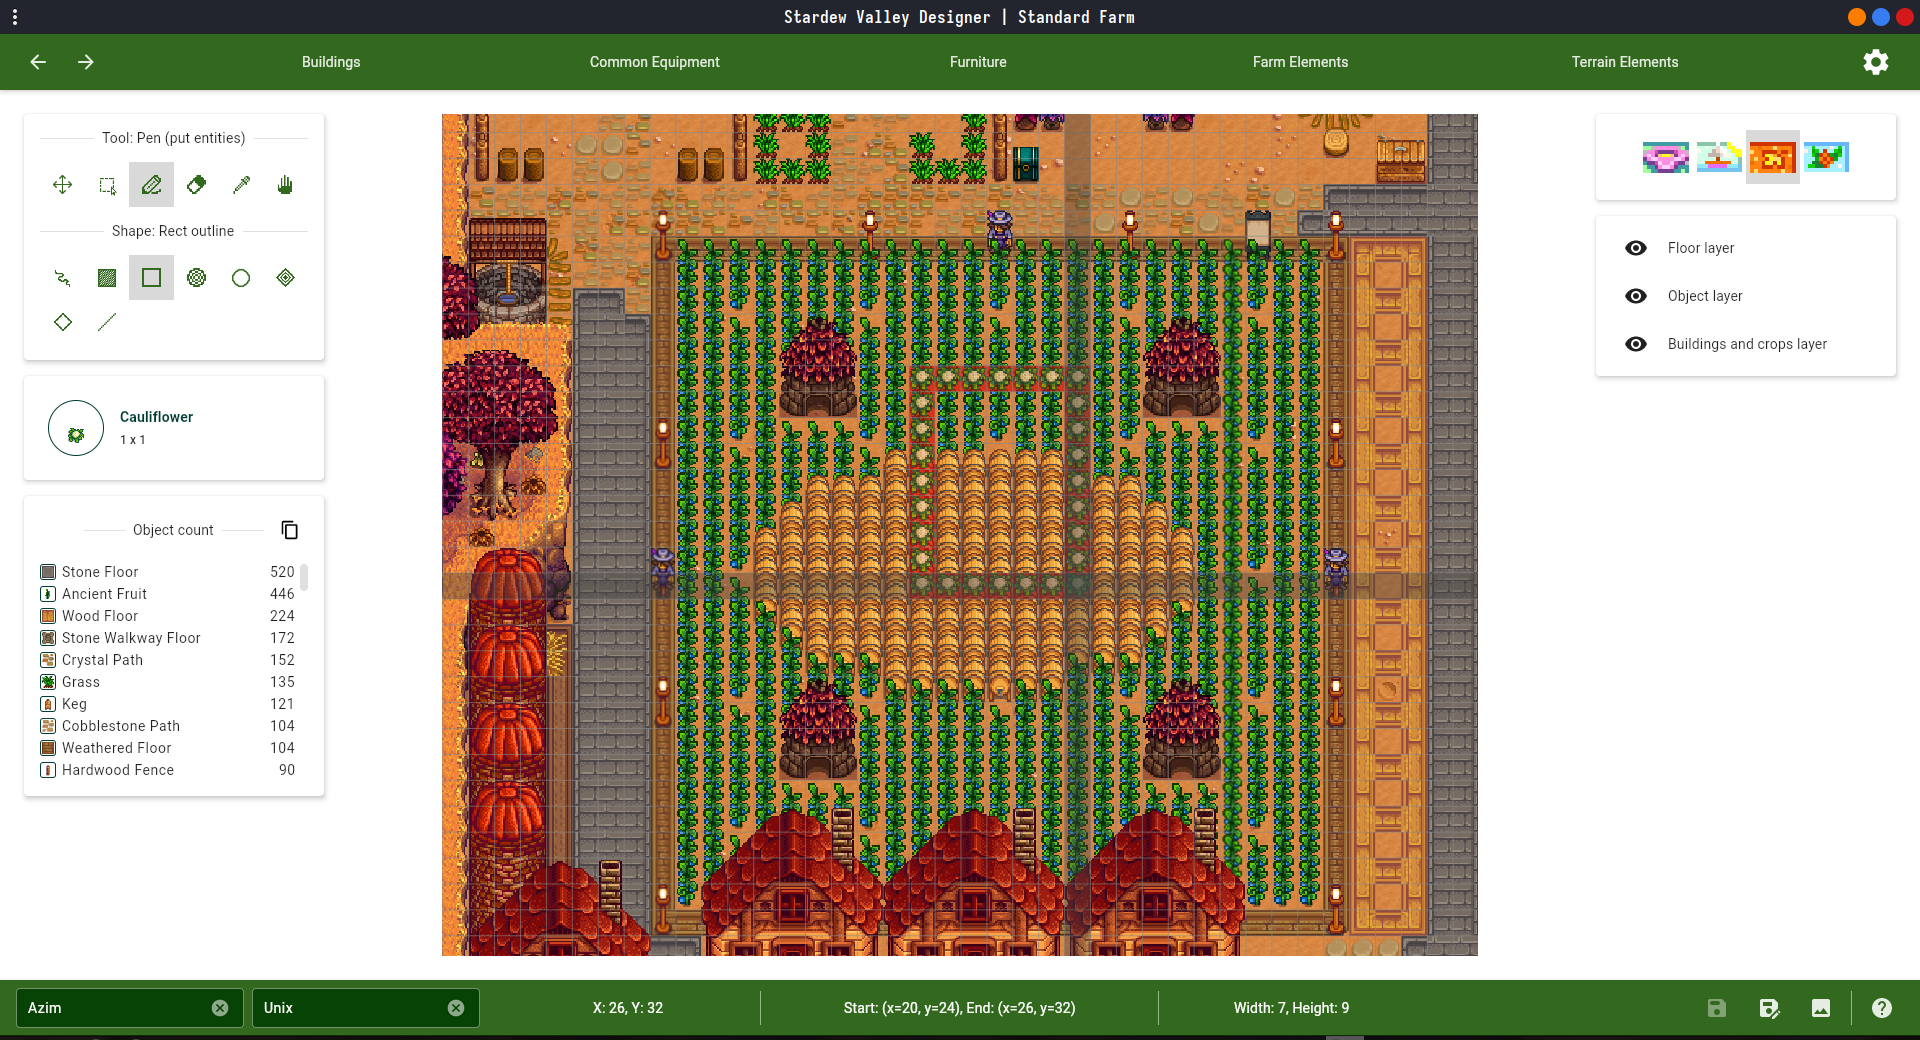 Stardew Valley Designer | Standard Farm
Buildings
Common Equipment
Furniture
Farm Elements
Terrain Elements
Tool: Pen (put entities)
Shape: Rect outline
Cauliflower
1 x 1
Object count
Stone Floor 520
Ancient Fruit 446
Wood Floor 224
Stone Walkway Floor 172
Crystal Path 152
Grass 135
Keg 121
Cobblestone Path 104
Weathered Floor 104
Hardwood Fence 90
Floor layer
Object layer
Buildings and crops layer
Azim
Unix
X: 26, Y: 32
Start: (x=20, y=24), End: (x=26, y=32)
Width: 7, Height: 9